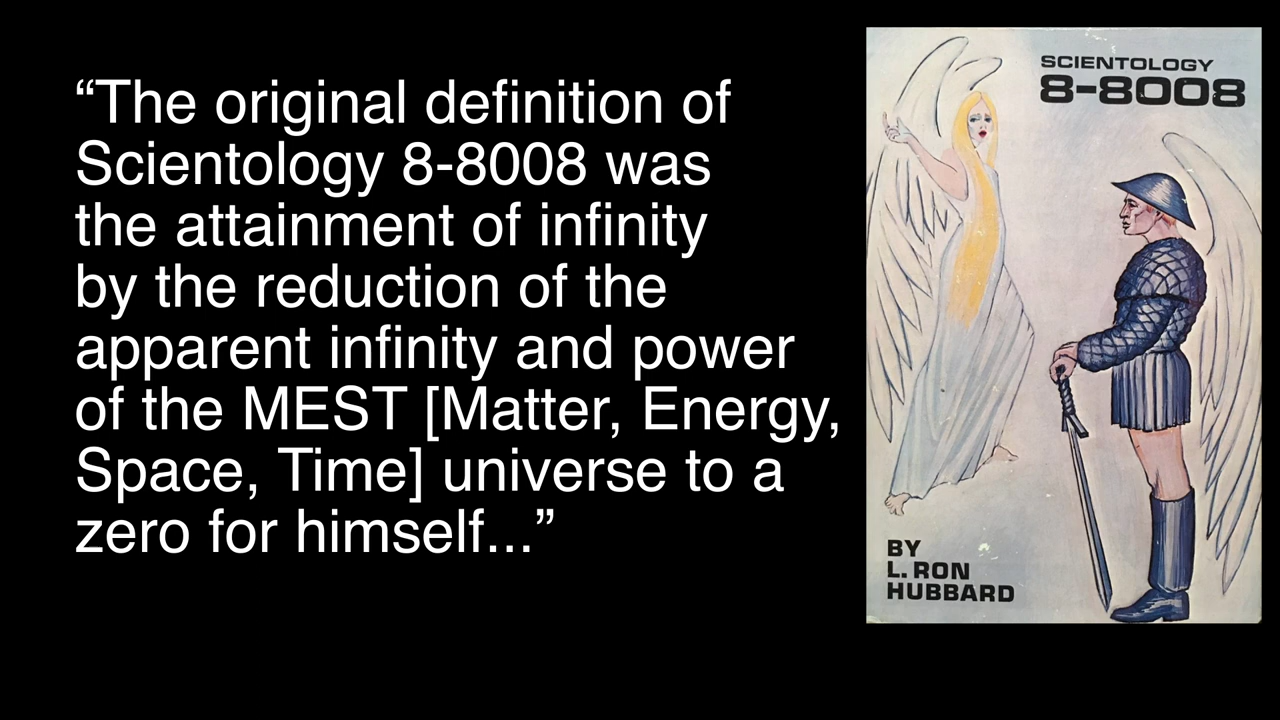 “The original definition of
Scientology 8-8008 was
the attainment of infinity
by the reduction of the
apparent infinity and power
of the MEST [Matter, Energy,
Space, Time] universe to a
zero for himself...”
SCIENTOLOGY
8-8008
BY
L. RON
HUBBARD